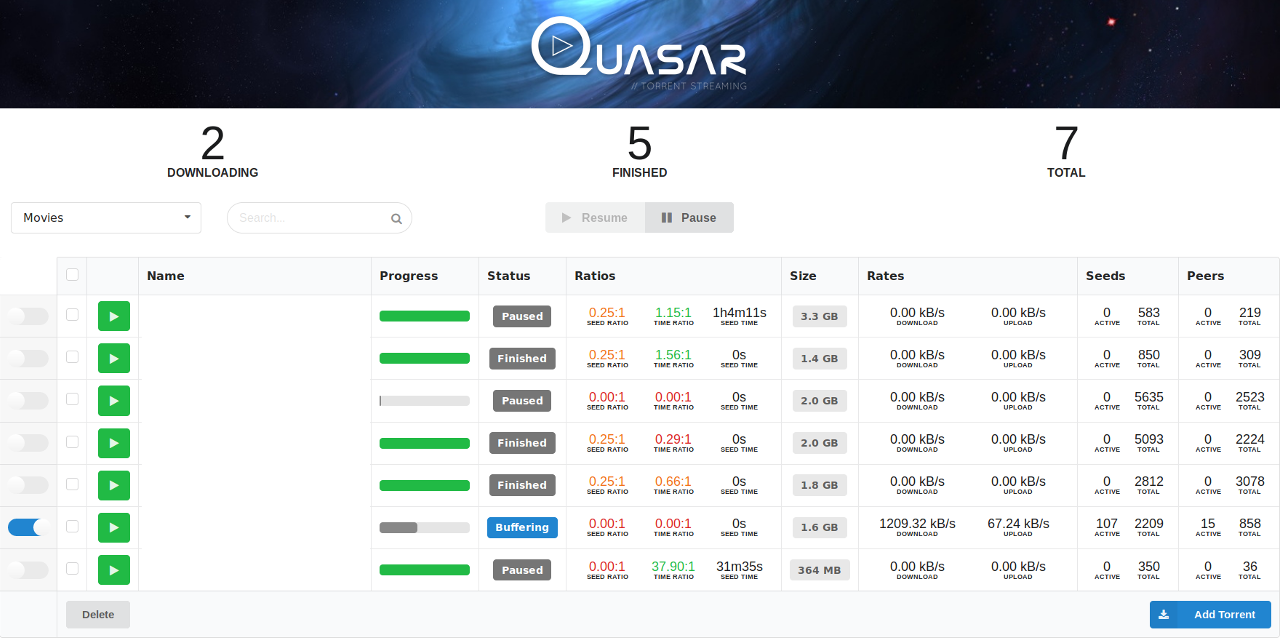 QUASAR
// TORRENT STREAMING
2 5 7
DOWNLOADING FINISHED TOTAL
Movies Search... Resume Pause
Name Progress Status Ratios Size Rates Seeds Peers
Paused 0.25:1 1.15:1 1h4m11s 3.3 GB 0.00 kB/s 0.00 kB/s 0 583 0 219
SEED RATIO TIME RATIO SEED TIME DOWNLOAD UPLOAD ACTIVE TOTAL ACTIVE TOTAL
Finished 0.25:1 1.56:1 0s 1.4 GB 0.00 kB/s 0.00 kB/s 0 850 0 309
SEED RATIO TIME RATIO SEED TIME DOWNLOAD UPLOAD ACTIVE TOTAL ACTIVE TOTAL
Paused 0.00:1 0.00:1 0s 2.0 GB 0.00 kB/s 0.00 kB/s 0 5635 0 2523
SEED RATIO TIME RATIO SEED TIME DOWNLOAD UPLOAD ACTIVE TOTAL ACTIVE TOTAL
Finished 0.25:1 0.29:1 0s 2.0 GB 0.00 kB/s 0.00 kB/s 0 5093 0 2224
SEED RATIO TIME RATIO SEED TIME DOWNLOAD UPLOAD ACTIVE TOTAL ACTIVE TOTAL
Finished 0.25:1 0.66:1 0s 1.8 GB 0.00 kB/s 0.00 kB/s 0 2812 0 3078
SEED RATIO TIME RATIO SEED TIME DOWNLOAD UPLOAD ACTIVE TOTAL ACTIVE TOTAL
Buffering 0.00:1 0.00:1 0s 1.6 GB 1209.32 kB/s 67.24 kB/s 107 2209 15 858
SEED RATIO TIME RATIO SEED TIME DOWNLOAD UPLOAD ACTIVE TOTAL ACTIVE TOTAL
Paused 0.00:1 37.90:1 31m35s 364 MB 0.00 kB/s 0.00 kB/s 0 350 0 36
SEED RATIO TIME RATIO SEED TIME DOWNLOAD UPLOAD ACTIVE TOTAL ACTIVE TOTAL
Delete Add Torrent